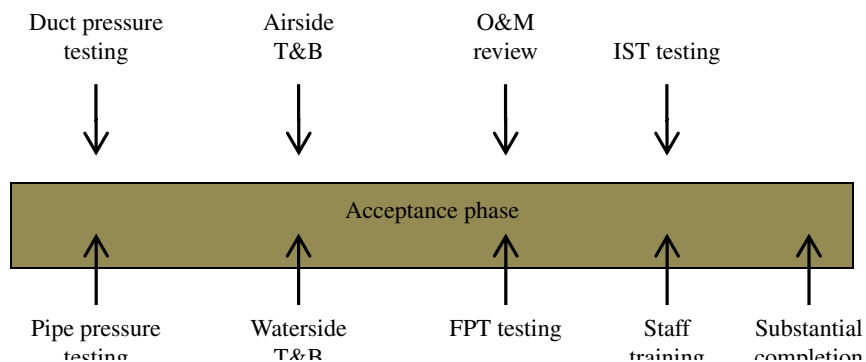 Duct pressure
testing
Airside
T&B
O&M
review
IST testing
Acceptance phase
Pipe pressure
testing
Waterside
T&B
FPT testing
Staff
training
Substantial
completion